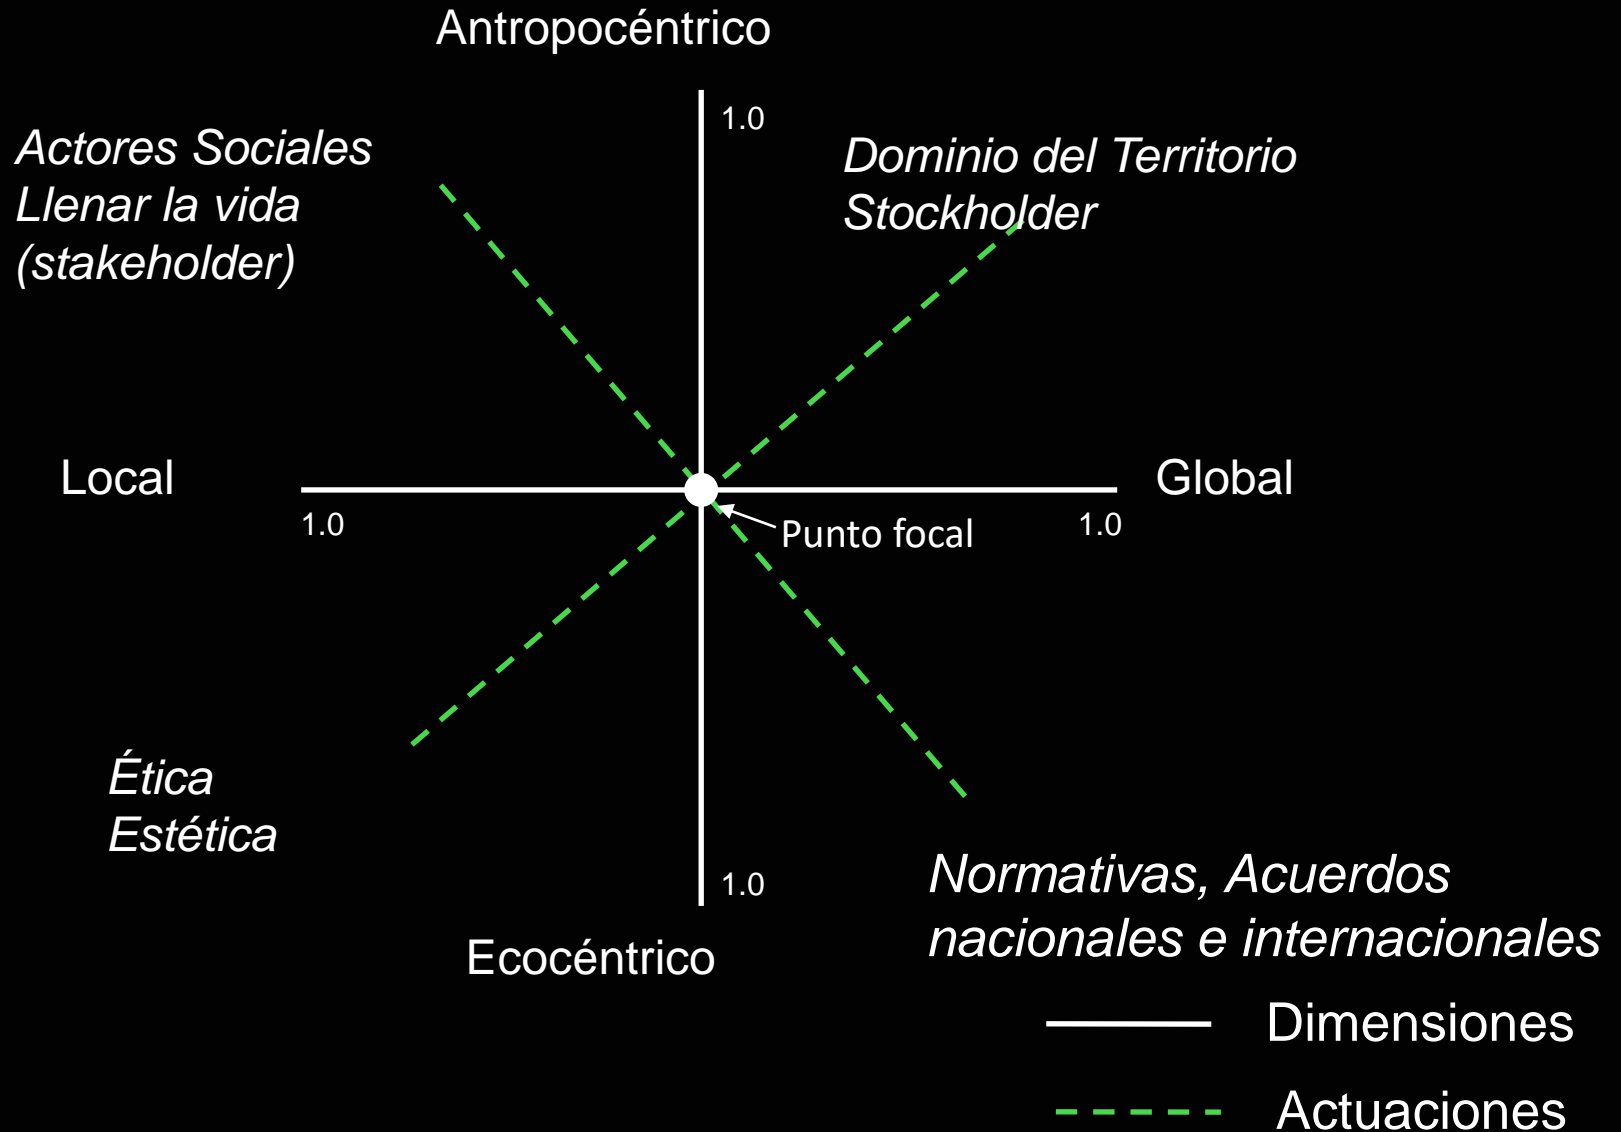 Antropocéntrico
1.0
Actores Sociales
Llenar la vida
(stakeholder)
Dominio del Territorio
Stockholder
Local
Global
1.0
Punto focal
1.0
Ética
Estética
1.0
Normativas, Acuerdos
nacionales e internacionales
Ecocéntrico
Dimensiones
Actuaciones